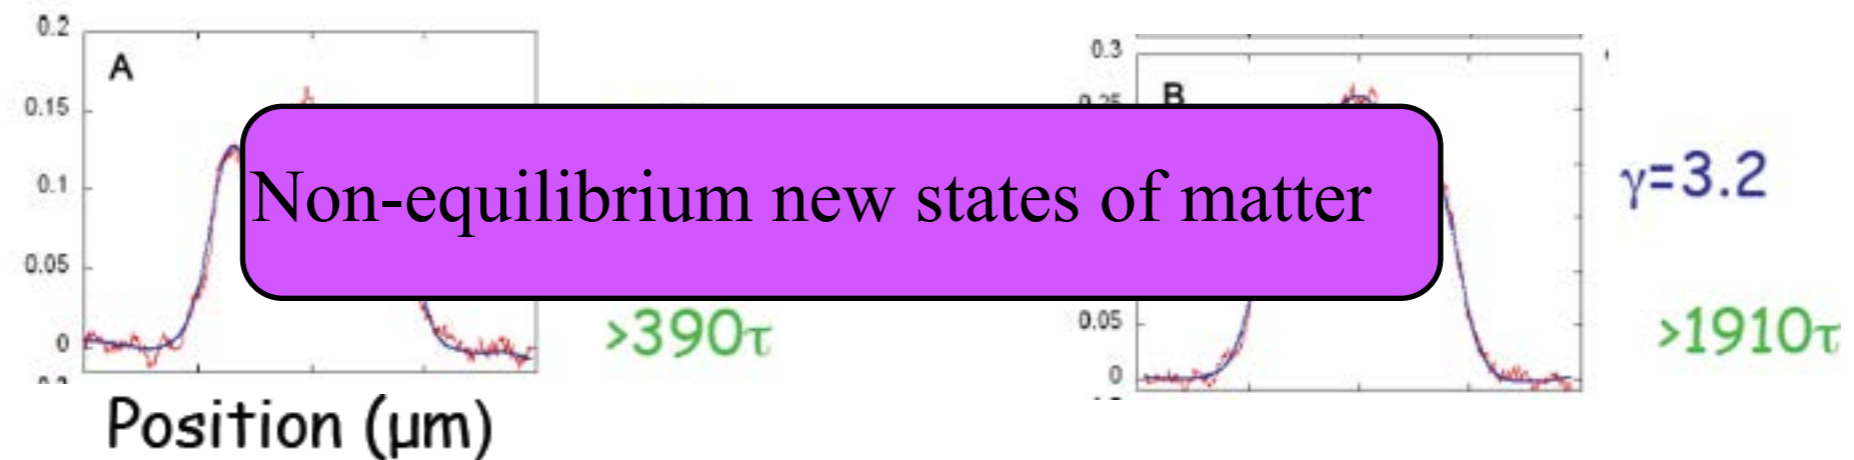 0.2
A
0.15
0.1
0.05
0
Position (μm)
>390τ
Non-equilibrium new states of matter
0.3
B
0.05
0
γ=3.2
>1910τ